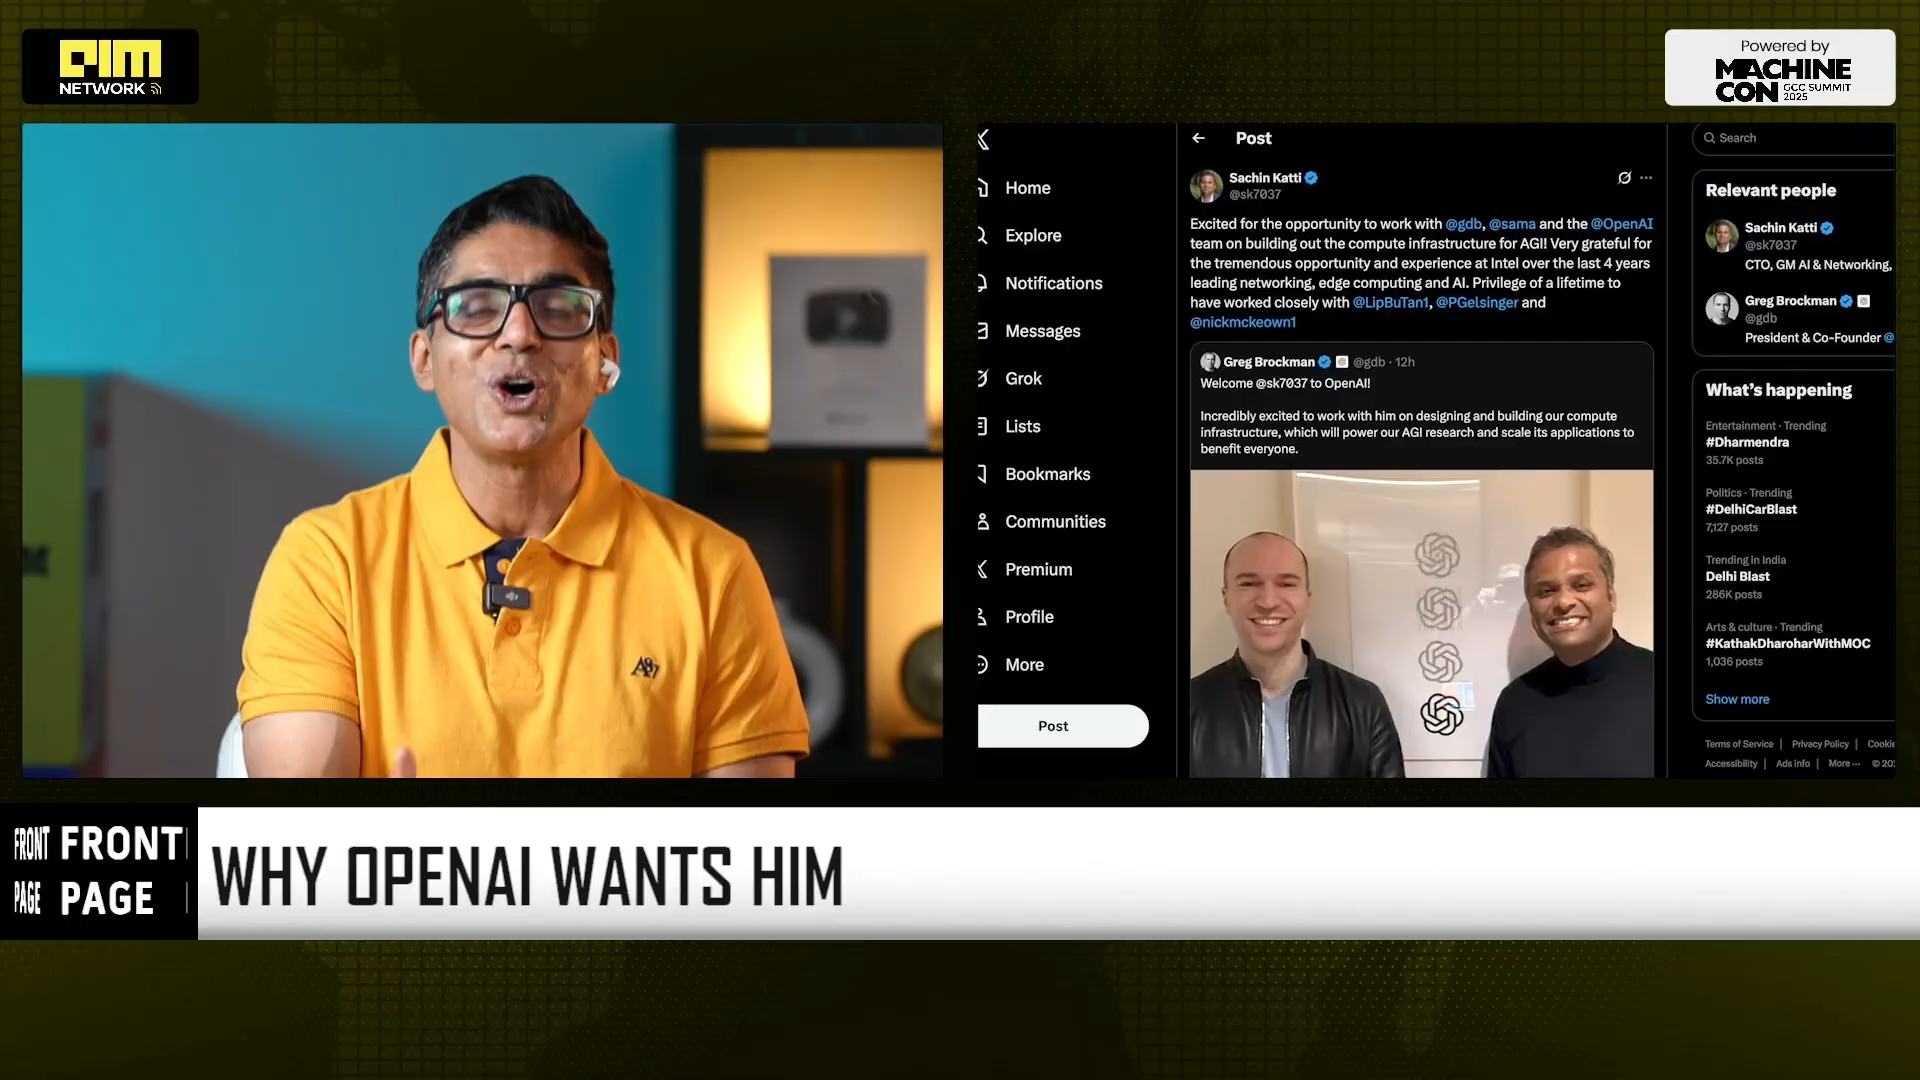 AIM
NETWORK
Powered by
MACHINE
CON GCC SUMMIT
2025
A87
Home
Explore
Notifications
Messages
Grok
Lists
Bookmarks
Communities
Premium
Profile
More
Post
Post
Sachin Katti
@sk7037
Excited for the opportunity to work with @gdb, @sama and the @OpenAI
team on building out the compute infrastructure for AGI! Very grateful for
the tremendous opportunity and experience at Intel over the last 4 years
leading networking, edge computing and AI. Privilege of a lifetime to
have worked closely with @LipBuTan1, @PGelsinger and
@nickmckeown1
Greg Brockman @gdb · 12h
Welcome @sk7037 to OpenAI!
Incredibly excited to work with him on designing and building our compute
infrastructure, which will power our AGI research and scale its applications to
benefit everyone.
Search
Relevant people
Sachin Katti
@sk7037
CTO, GM AI & Networking,
Greg Brockman
@gdb
President & Co-Founder @
What's happening
Entertainment · Trending
#Dharmendra
35.7K posts
Politics · Trending
#DelhiCarBlast
7,127 posts
Trending in India
Delhi Blast
286K posts
Arts & culture · Trending
#KathakDharoharWithMOC
1,036 posts
Show more
Terms of Service | Privacy Policy | Cookie
Accessibility | Ads info | More ··· © 202
FRONT FRONT
PAGE PAGE
WHY OPENAI WANTS HIM